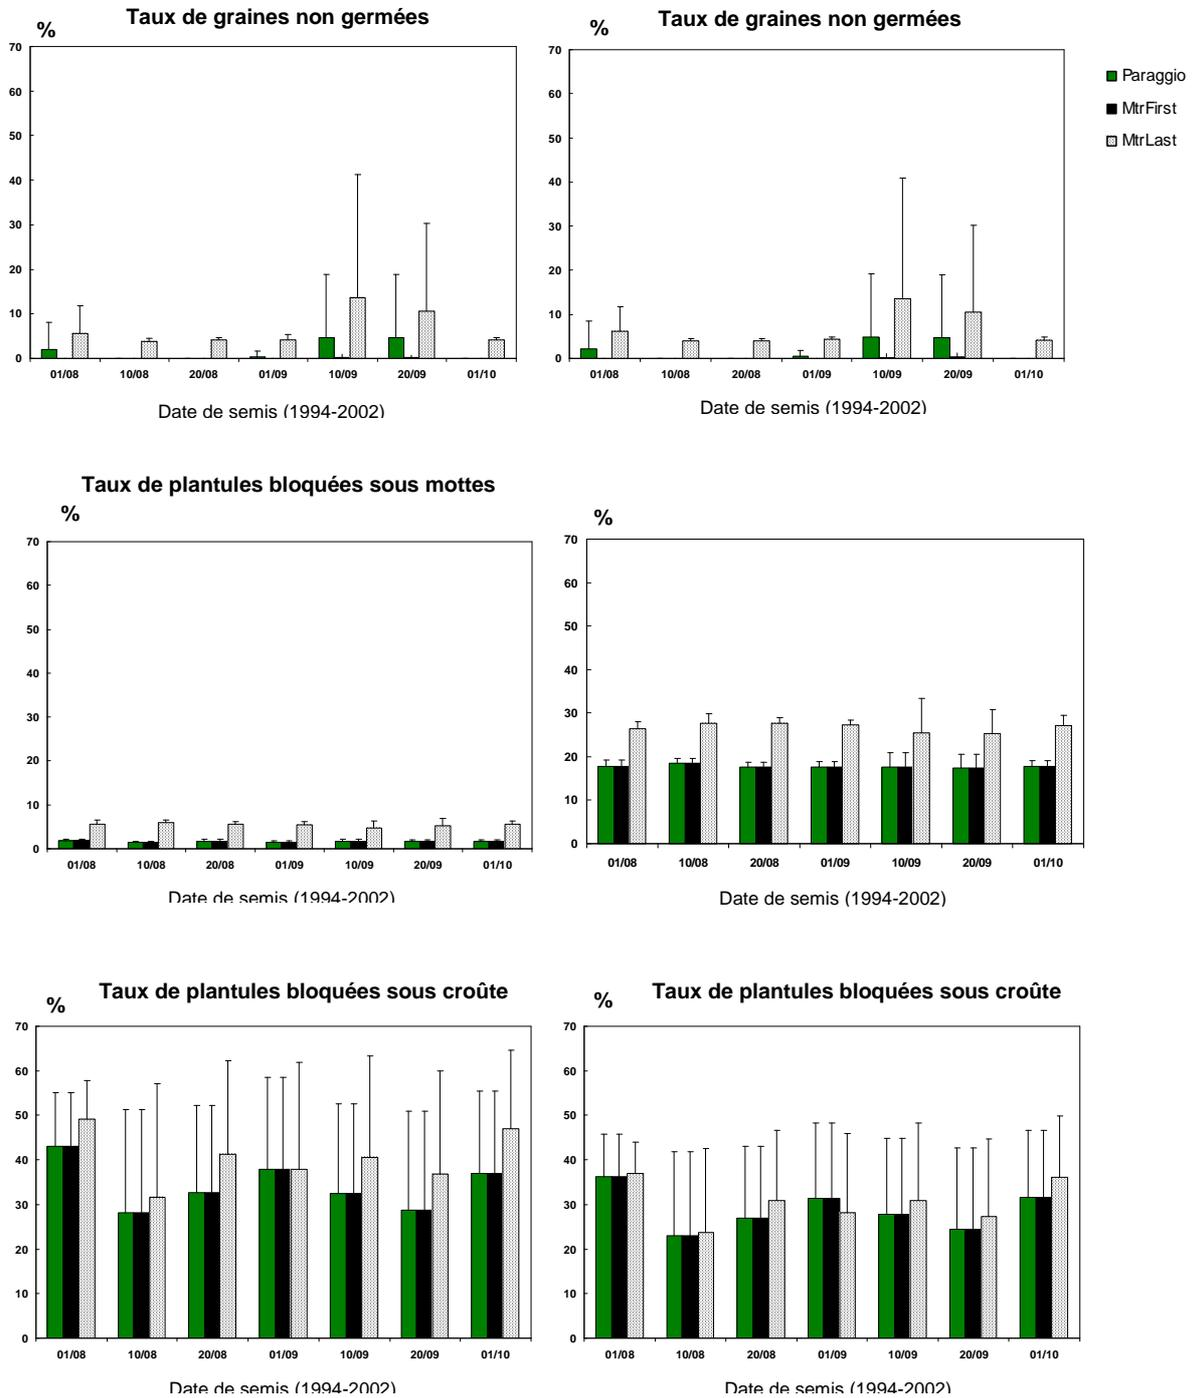 Taux de graines non germées
%
70
60
50
40
30
20
10
0
01/08 10/08 20/08 01/09 10/09 20/09 01/10
Date de semis (1994-2002)
Taux de graines non germées
%
70
60
50
40
30
20
10
0
01/08 10/08 20/08 01/09 10/09 20/09 01/10
Date de semis (1994-2002)
Paraggio
MtrFirst
MtrLast
Taux de plantules bloquées sous mottes
%
70
60
50
40
30
20
10
0
01/08 10/08 20/08 01/09 10/09 20/09 01/10
Date de semis (1994-2002)
%
70
60
50
40
30
20
10
0
01/08 10/08 20/08 01/09 10/09 20/09 01/10
Date de semis (1994-2002)
Taux de plantules bloquées sous croûte
%
70
60
50
40
30
20
10
0
01/08 10/08 20/08 01/09 10/09 20/09 01/10
Date de semis (1994-2002)
Taux de plantules bloquées sous croûte
%
70
60
50
40
30
20
10
0
01/08 10/08 20/08 01/09 10/09 20/09 01/10
Date de semis (1994-2002)